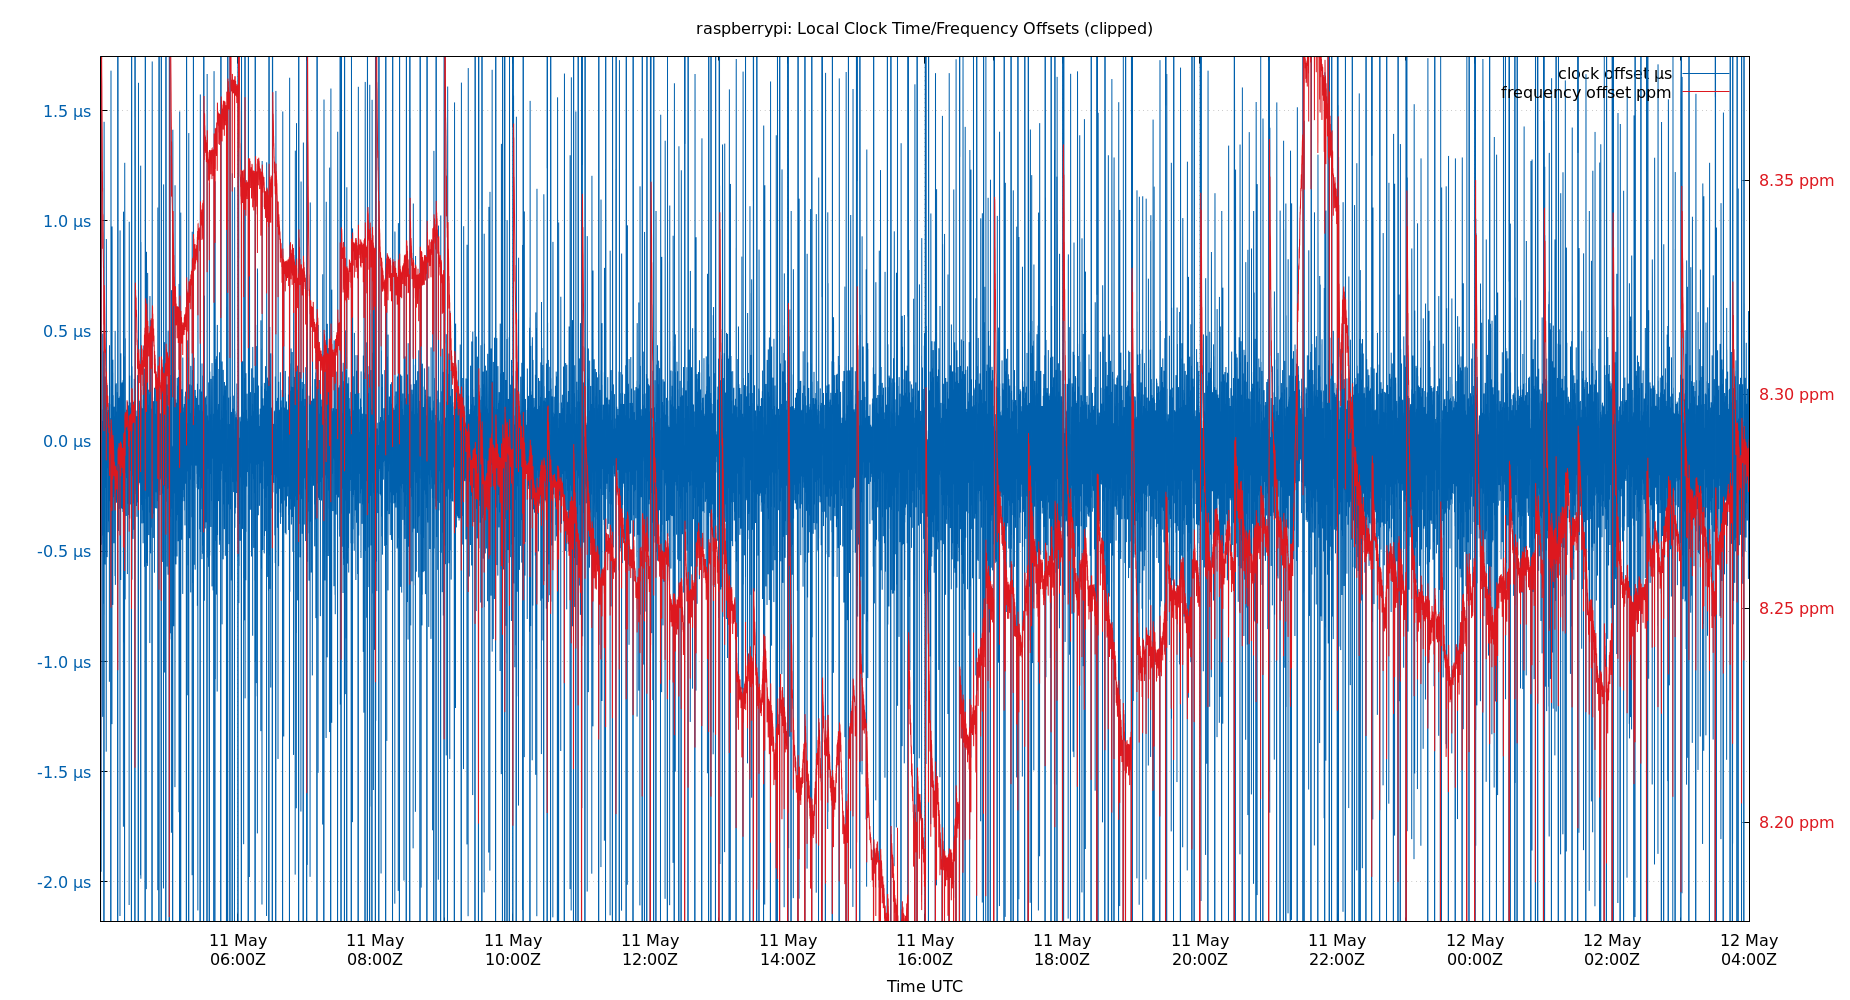 raspberrypi: Local Clock Time/Frequency Offsets (clipped)
clock offset µs
frequency offset ppm
1.5 µs
1.0 µs
0.5 µs
0.0 µs
-0.5 µs
-1.0 µs
-1.5 µs
-2.0 µs
8.35 ppm
8.30 ppm
8.25 ppm
8.20 ppm
11 May 11 May 11 May 11 May 11 May 11 May 11 May 11 May 11 May 12 May 12 May 12 May
06:00Z 08:00Z 10:00Z 12:00Z 14:00Z 16:00Z 18:00Z 20:00Z 22:00Z 00:00Z 02:00Z 04:00Z
Time UTC